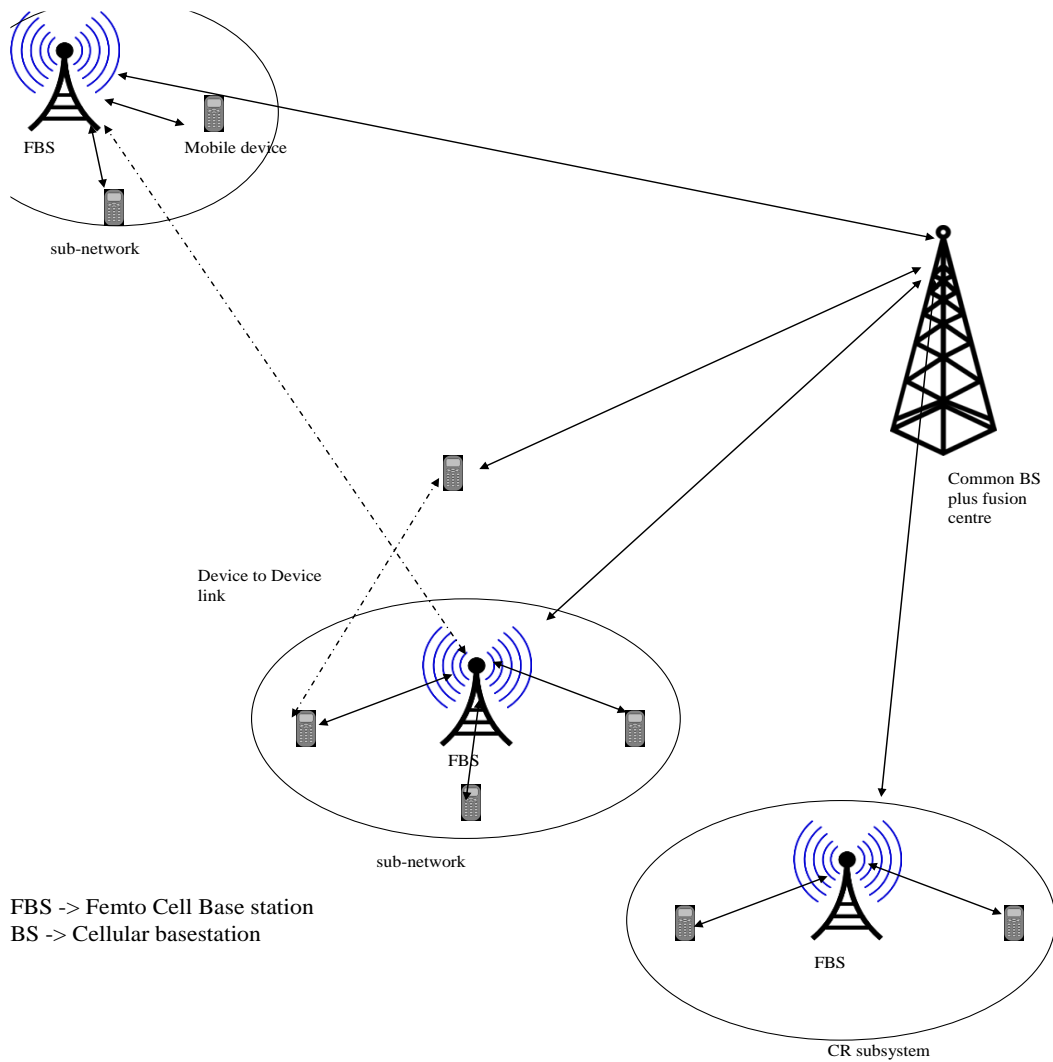 FBS
Mobile device
sub-network
Common BS
plus fusion
centre
Device to Device
link
FBS
sub-network
FBS -> Femto Cell Base station
BS -> Cellular basestation
FBS
CR subsystem